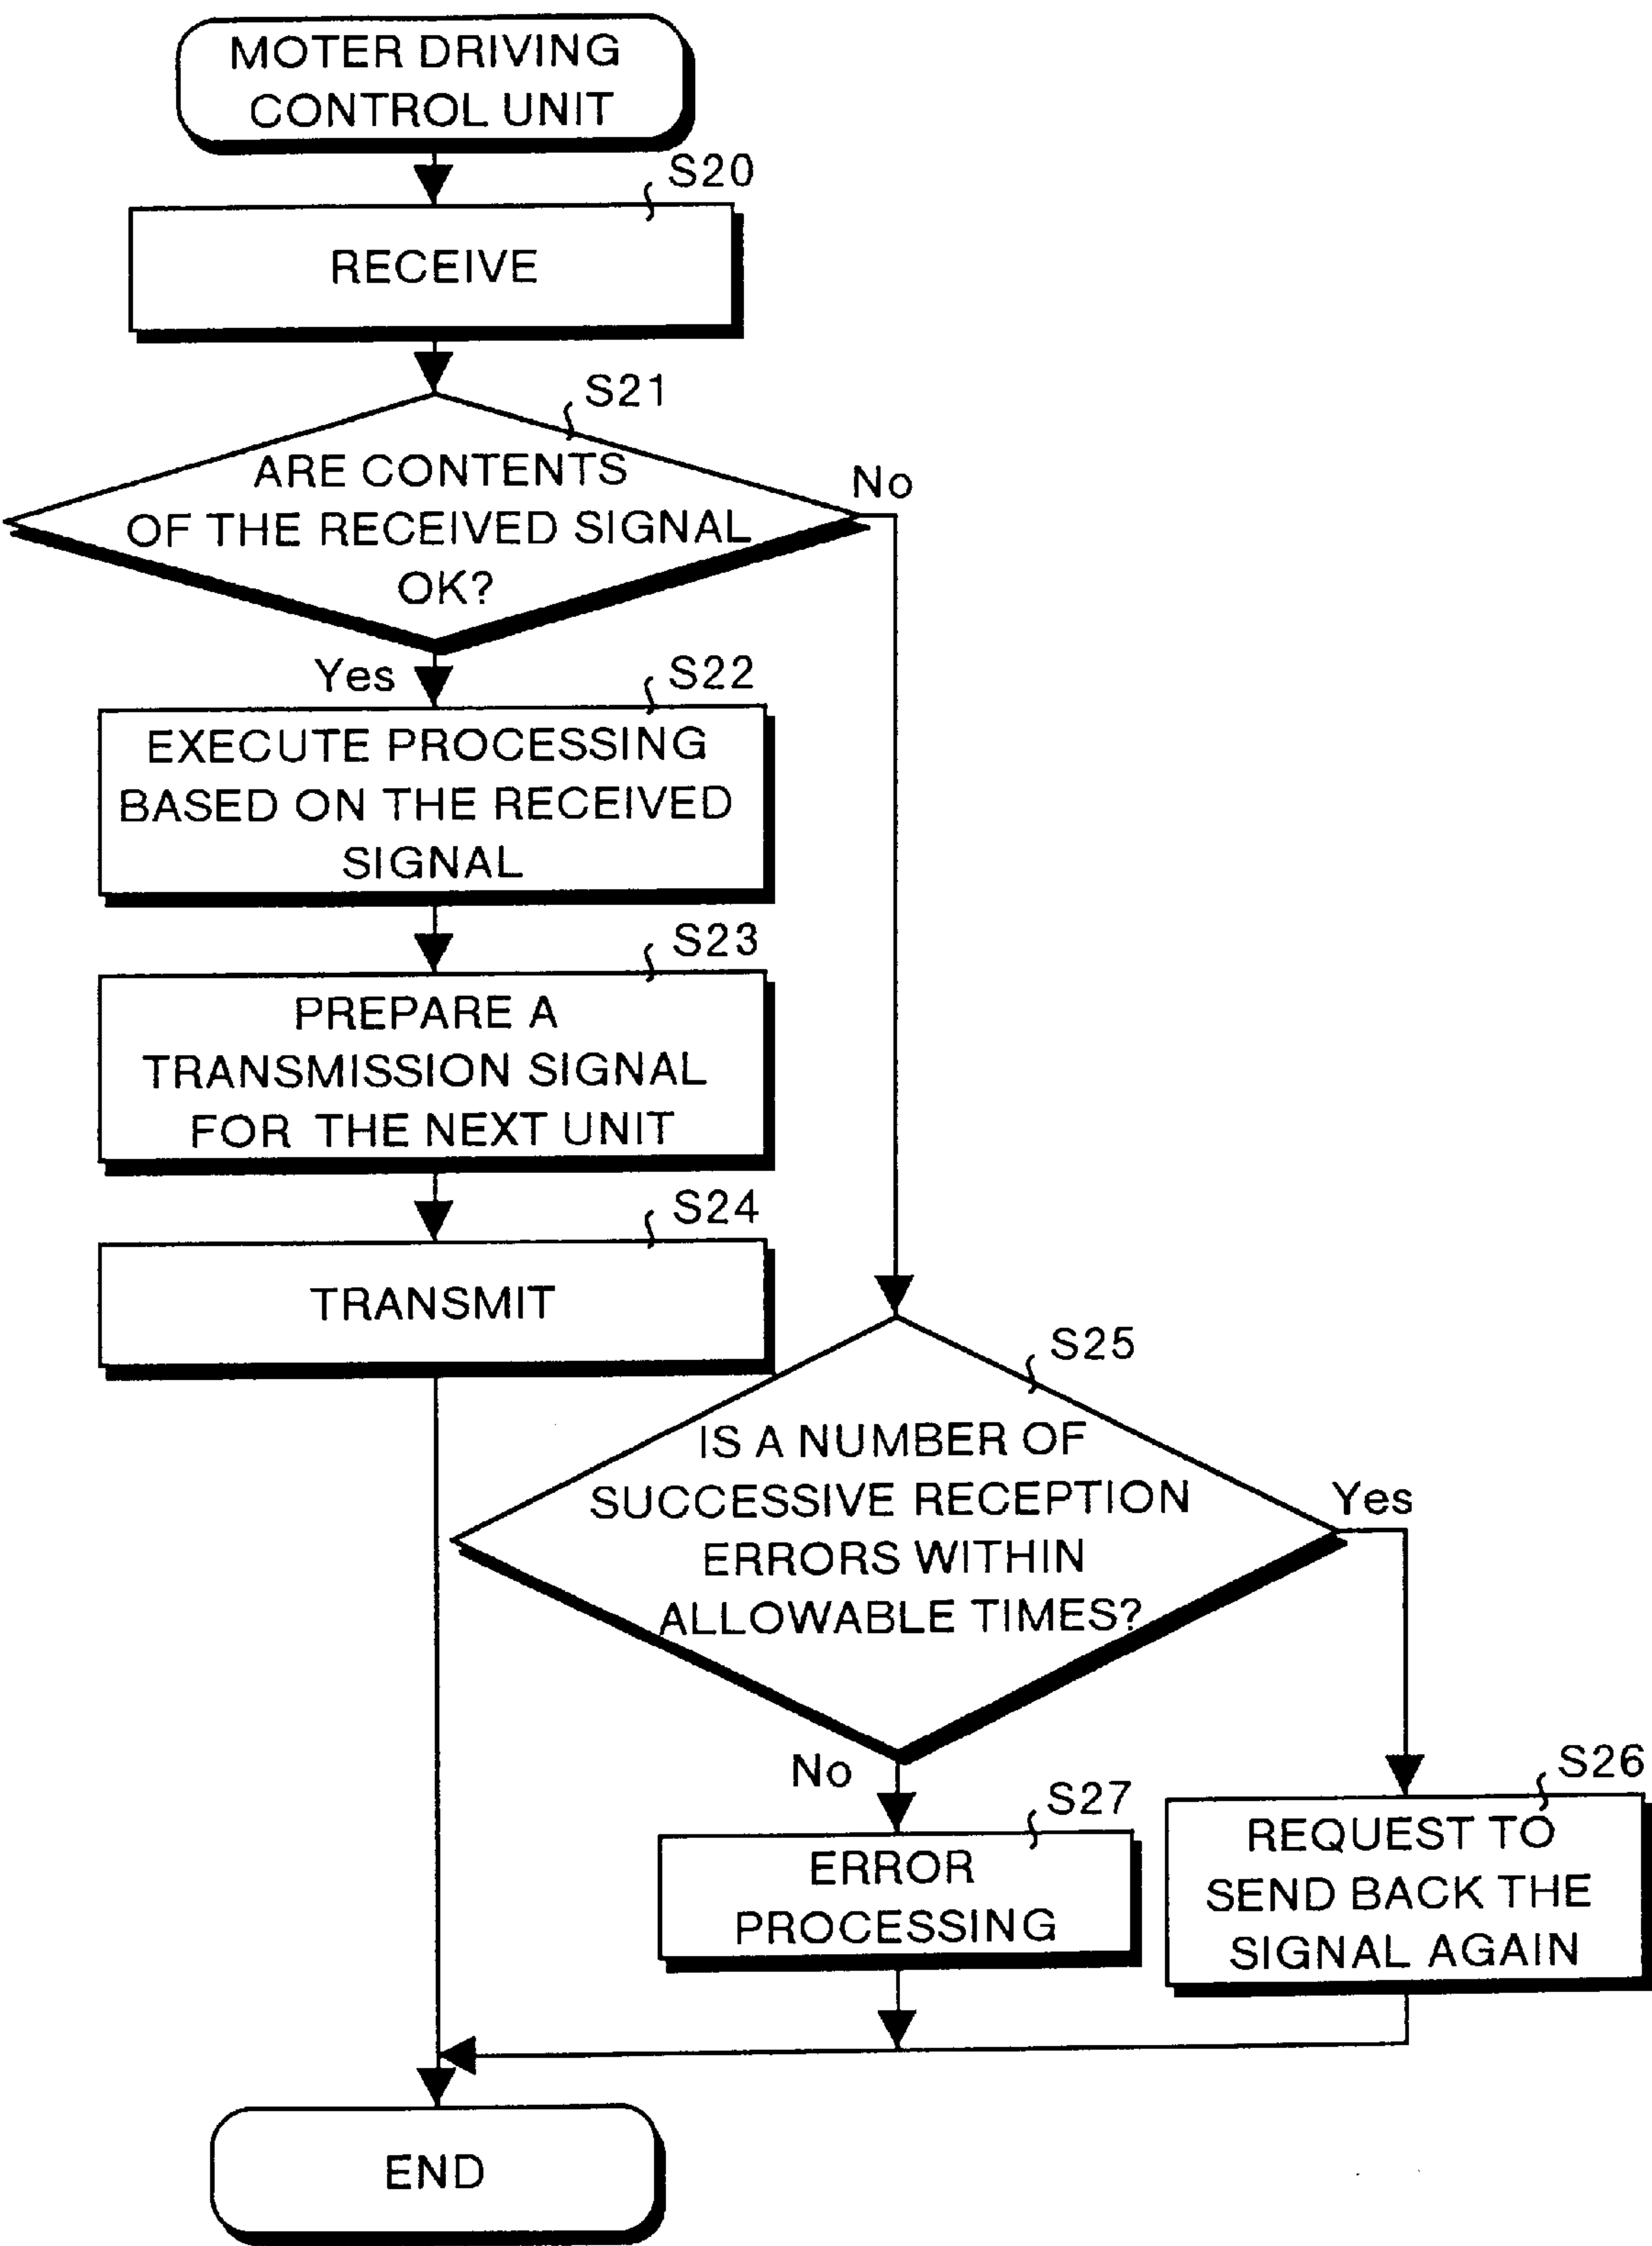 MOTER DRIVING
CONTROL UNIT
S20
RECEIVE
S21
ARE CONTENTS
OF THE RECEIVED SIGNAL
OK?
No
Yes
S22
EXECUTE PROCESSING
BASED ON THE RECEIVED
SIGNAL
S23
PREPARE A
TRANSMISSION SIGNAL
FOR THE NEXT UNIT
S24
TRANSMIT
S25
IS A NUMBER OF
SUCCESSIVE RECEPTION
ERRORS WITHIN
ALLOWABLE TIMES?
Yes
No
S27
ERROR
PROCESSING
S26
REQUEST TO
SEND BACK THE
SIGNAL AGAIN
END